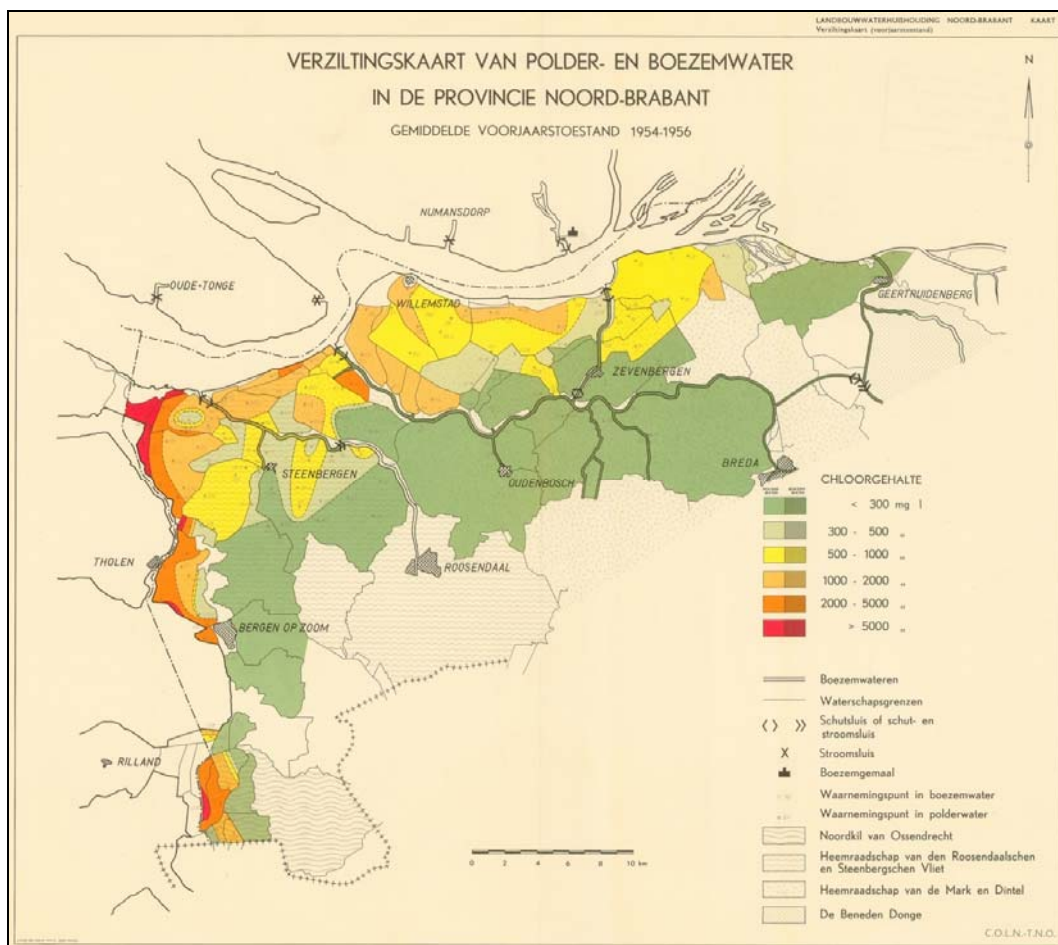 LANDBOUWWATERHUISHOUDING NOORD-BRABANT KAART
Verziltingskaart (voorjaarstoestand)
VERZILTINGSKAART VAN POLDER- EN BOEZEMWATER
IN DE PROVINCIE NOORD-BRABANT
GEMIDDELDE VOORJAARSTOESTAND 1954-1956
N
NUMANSDORP
OUDE-TONGE
WILLEMSTAD
GEERTRUIDENBERG
ZEVENBERGEN
STEENBERGEN
OUDENBOSCH
BREDA
THOLEN
ROOSENDAAL
BERGEN OP ZOOM
RILLAND
CHLOORGEHALTE
< 300 mg l
300 - 500 „
500 - 1000 „
1000 - 2000 „
2000 - 5000 „
> 5000 „
Boezemwateren
Waterschapsgrenzen
Schutsluis of schut- en
stroomsluis
Stroomsluis
Boezemgemaal
Waarnemingspunt in boezemwater
Waarnemingspunt in polderwater
Noordkil van Ossendrecht
Heemraadschap van den Roosendaalschen
en Steenbergschen Vliet
Heemraadschap van de Mark en Dintel
De Beneden Donge
0 2 4 6 8 10 km
C.O.L.N.-T.N.O.